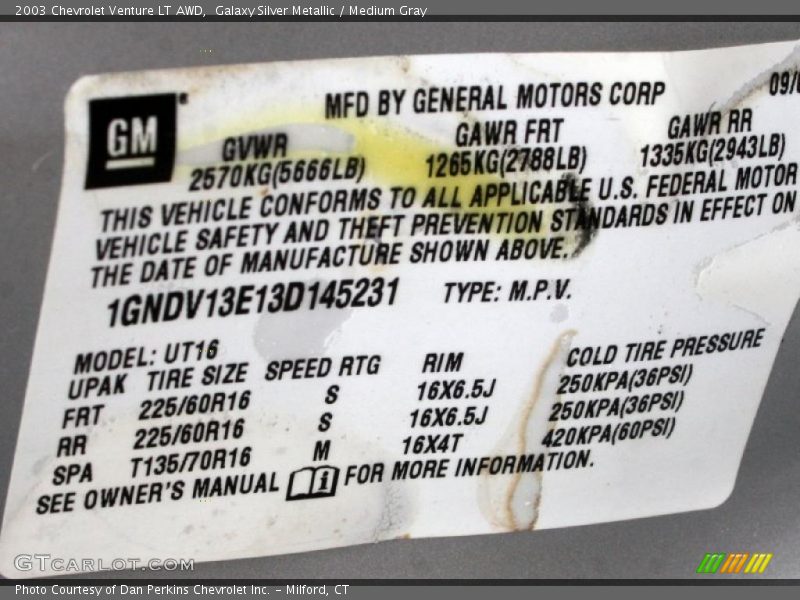 2003 Chevrolet Venture LT AWD, Galaxy Silver Metallic / Medium Gray
GM
MFD BY GENERAL MOTORS CORP
GVWR GAWR FRT GAWR RR
2570KG(5666LB) 1265KG(2788LB) 1335KG(2943LB)
THIS VEHICLE CONFORMS TO ALL APPLICABLE U.S. FEDERAL MOTOR
VEHICLE SAFETY AND THEFT PREVENTION STANDARDS IN EFFECT ON
THE DATE OF MANUFACTURE SHOWN ABOVE.
1GNDV13E13D145231 TYPE: M.P.V.
MODEL: UT16
UPAK TIRE SIZE SPEED RTG RIM COLD TIRE PRESSURE
FRT 225/60R16 S 16X6.5J 250KPA(36PSI)
RR 225/60R16 S 16X6.5J 250KPA(36PSI)
SPA T135/70R16 M 16X4T 420KPA(60PSI)
SEE OWNER'S MANUAL i FOR MORE INFORMATION.
GTCARLOT.COM
Photo Courtesy of Dan Perkins Chevrolet Inc. - Milford, CT